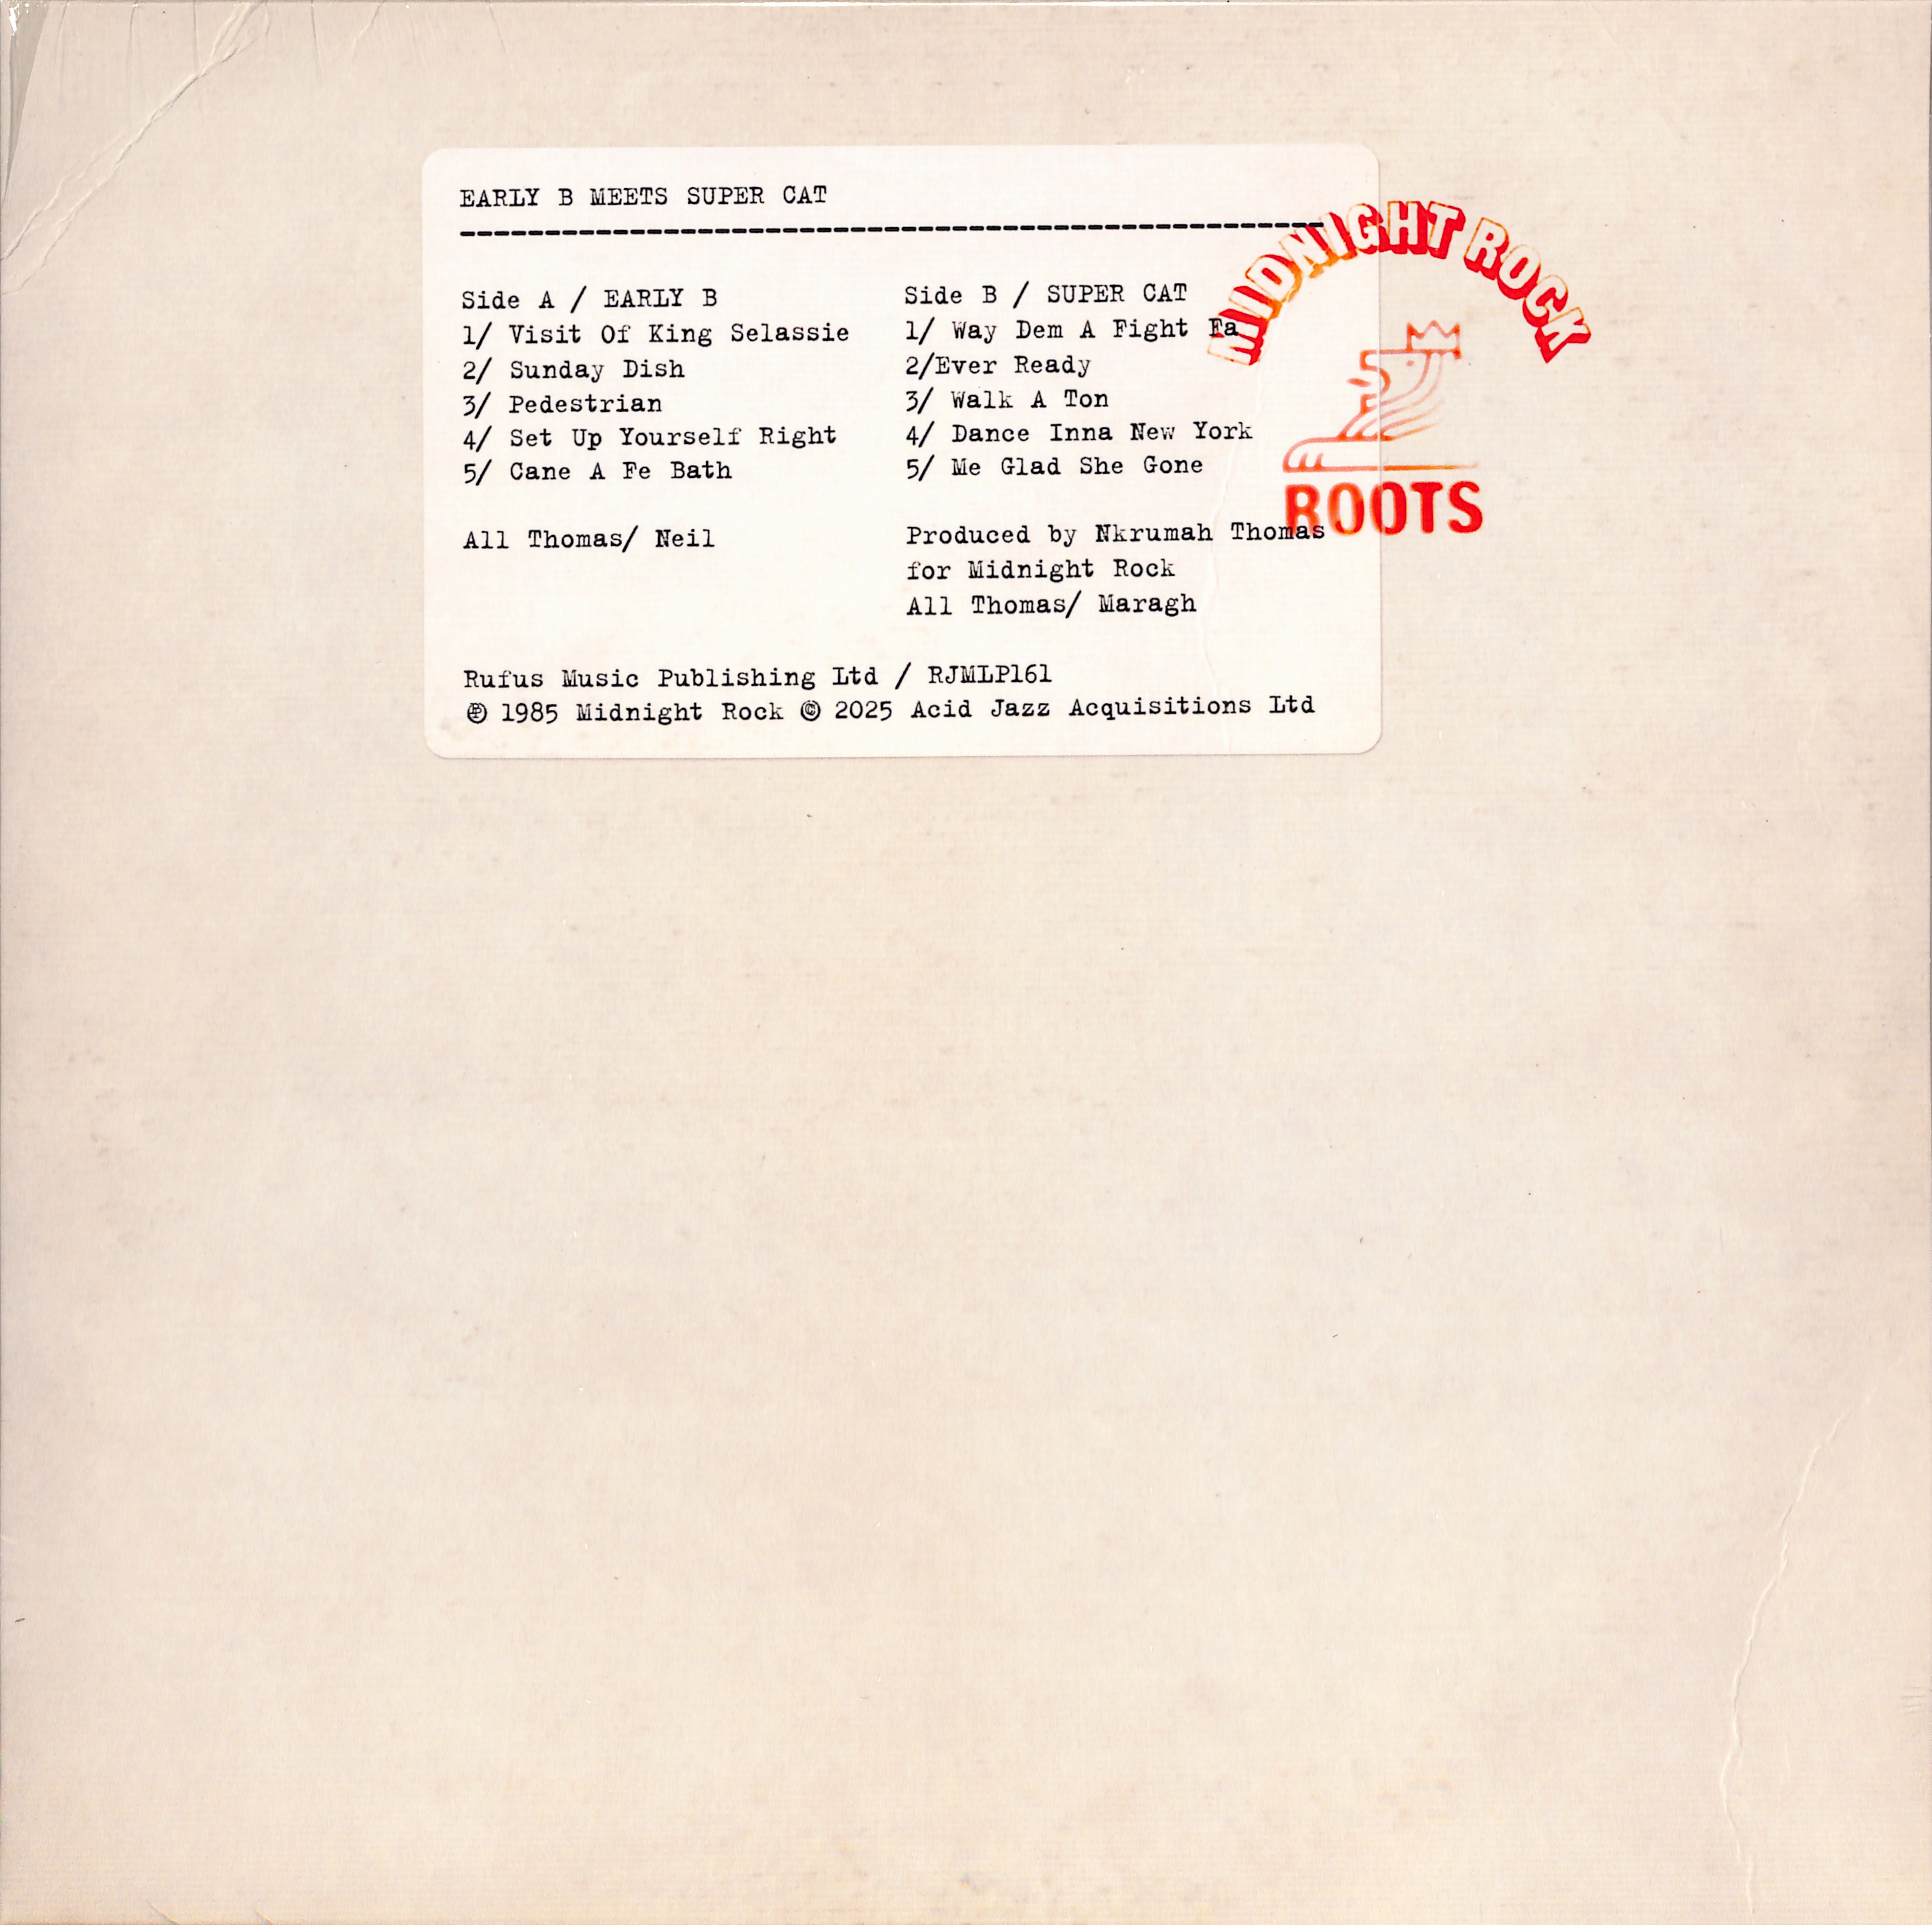 EARLY B MEETS SUPER CAT
Side A / EARLY B
1/ Visit Of King Selassie
2/ Sunday Dish
3/ Pedestrian
4/ Set Up Yourself Right
5/ Cane A Fe Bath
All Thomas/ Neil
Side B / SUPER CAT
1/ Way Dem A Fight Fa
2/Ever Ready
3/ Walk A Ton
4/ Dance Inna New York
5/ Me Glad She Gone
Produced by Nkrumah Thomas
for Midnight Rock
All Thomas/ Maragh
Rufus Music Publishing Ltd / RJMLP161
℗ 1985 Midnight Rock © 2025 Acid Jazz Acquisitions Ltd
MIDNIGHT ROCK
ROOTS